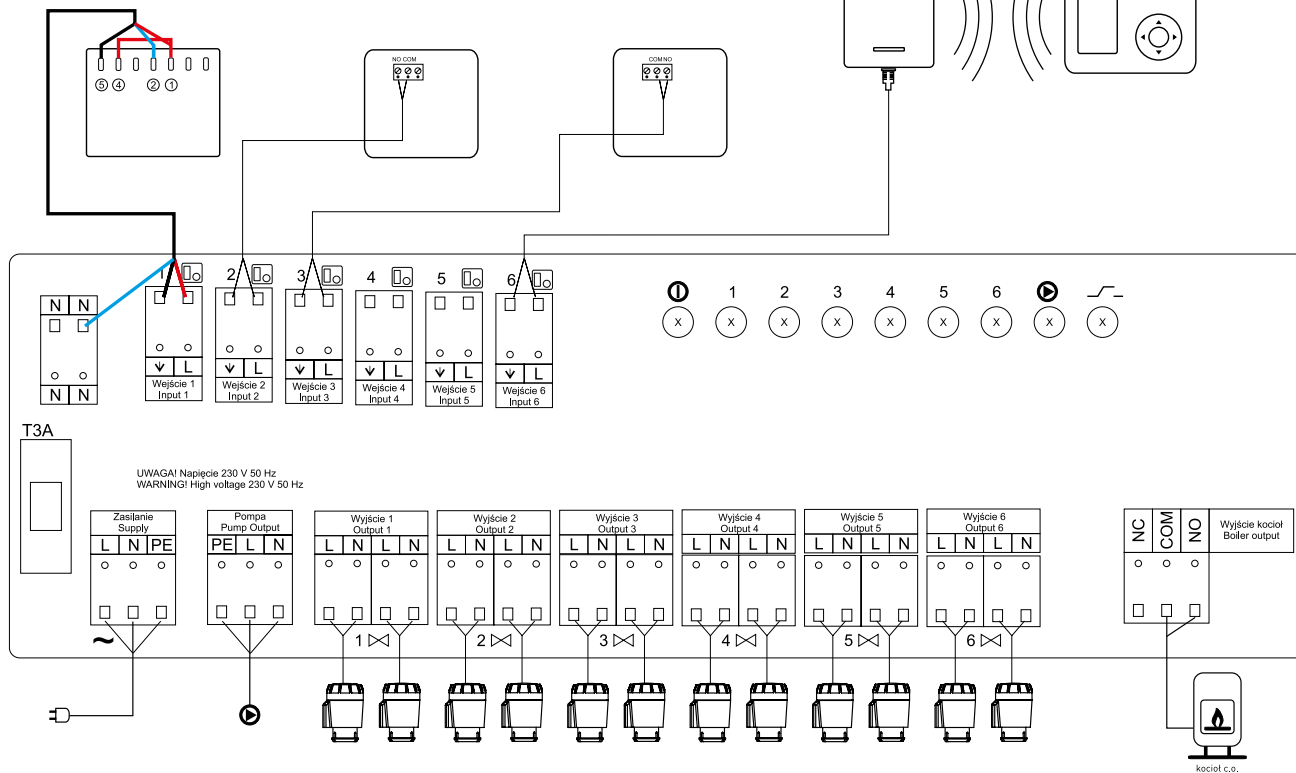 NO COM
COM NO
5 4 2 1
1 2 3 4 5 6
1 2 3 4 5 6
X X X X X X X X X
N N
N N
L
Wejście 1
Input 1
L
Wejście 2
Input 2
L
Wejście 3
Input 3
L
Wejście 4
Input 4
L
Wejście 5
Input 5
L
Wejście 6
Input 6
T3A
UWAGA! Napięcie 230 V 50 Hz
WARNING! High voltage 230 V 50 Hz
Zasilanie
Supply
L N PE
Pompa
Pump Output
PE L N
Wyjście 1
Output 1
L N L N
Wyjście 2
Output 2
L N L N
Wyjście 3
Output 3
L N L N
Wyjście 4
Output 4
L N L N
Wyjście 5
Output 5
L N L N
Wyjście 6
Output 6
L N L N
NC COM NO
Wyjście kocioł
Boiler output
~
1 2 3 4 5 6
kocioł c.o.